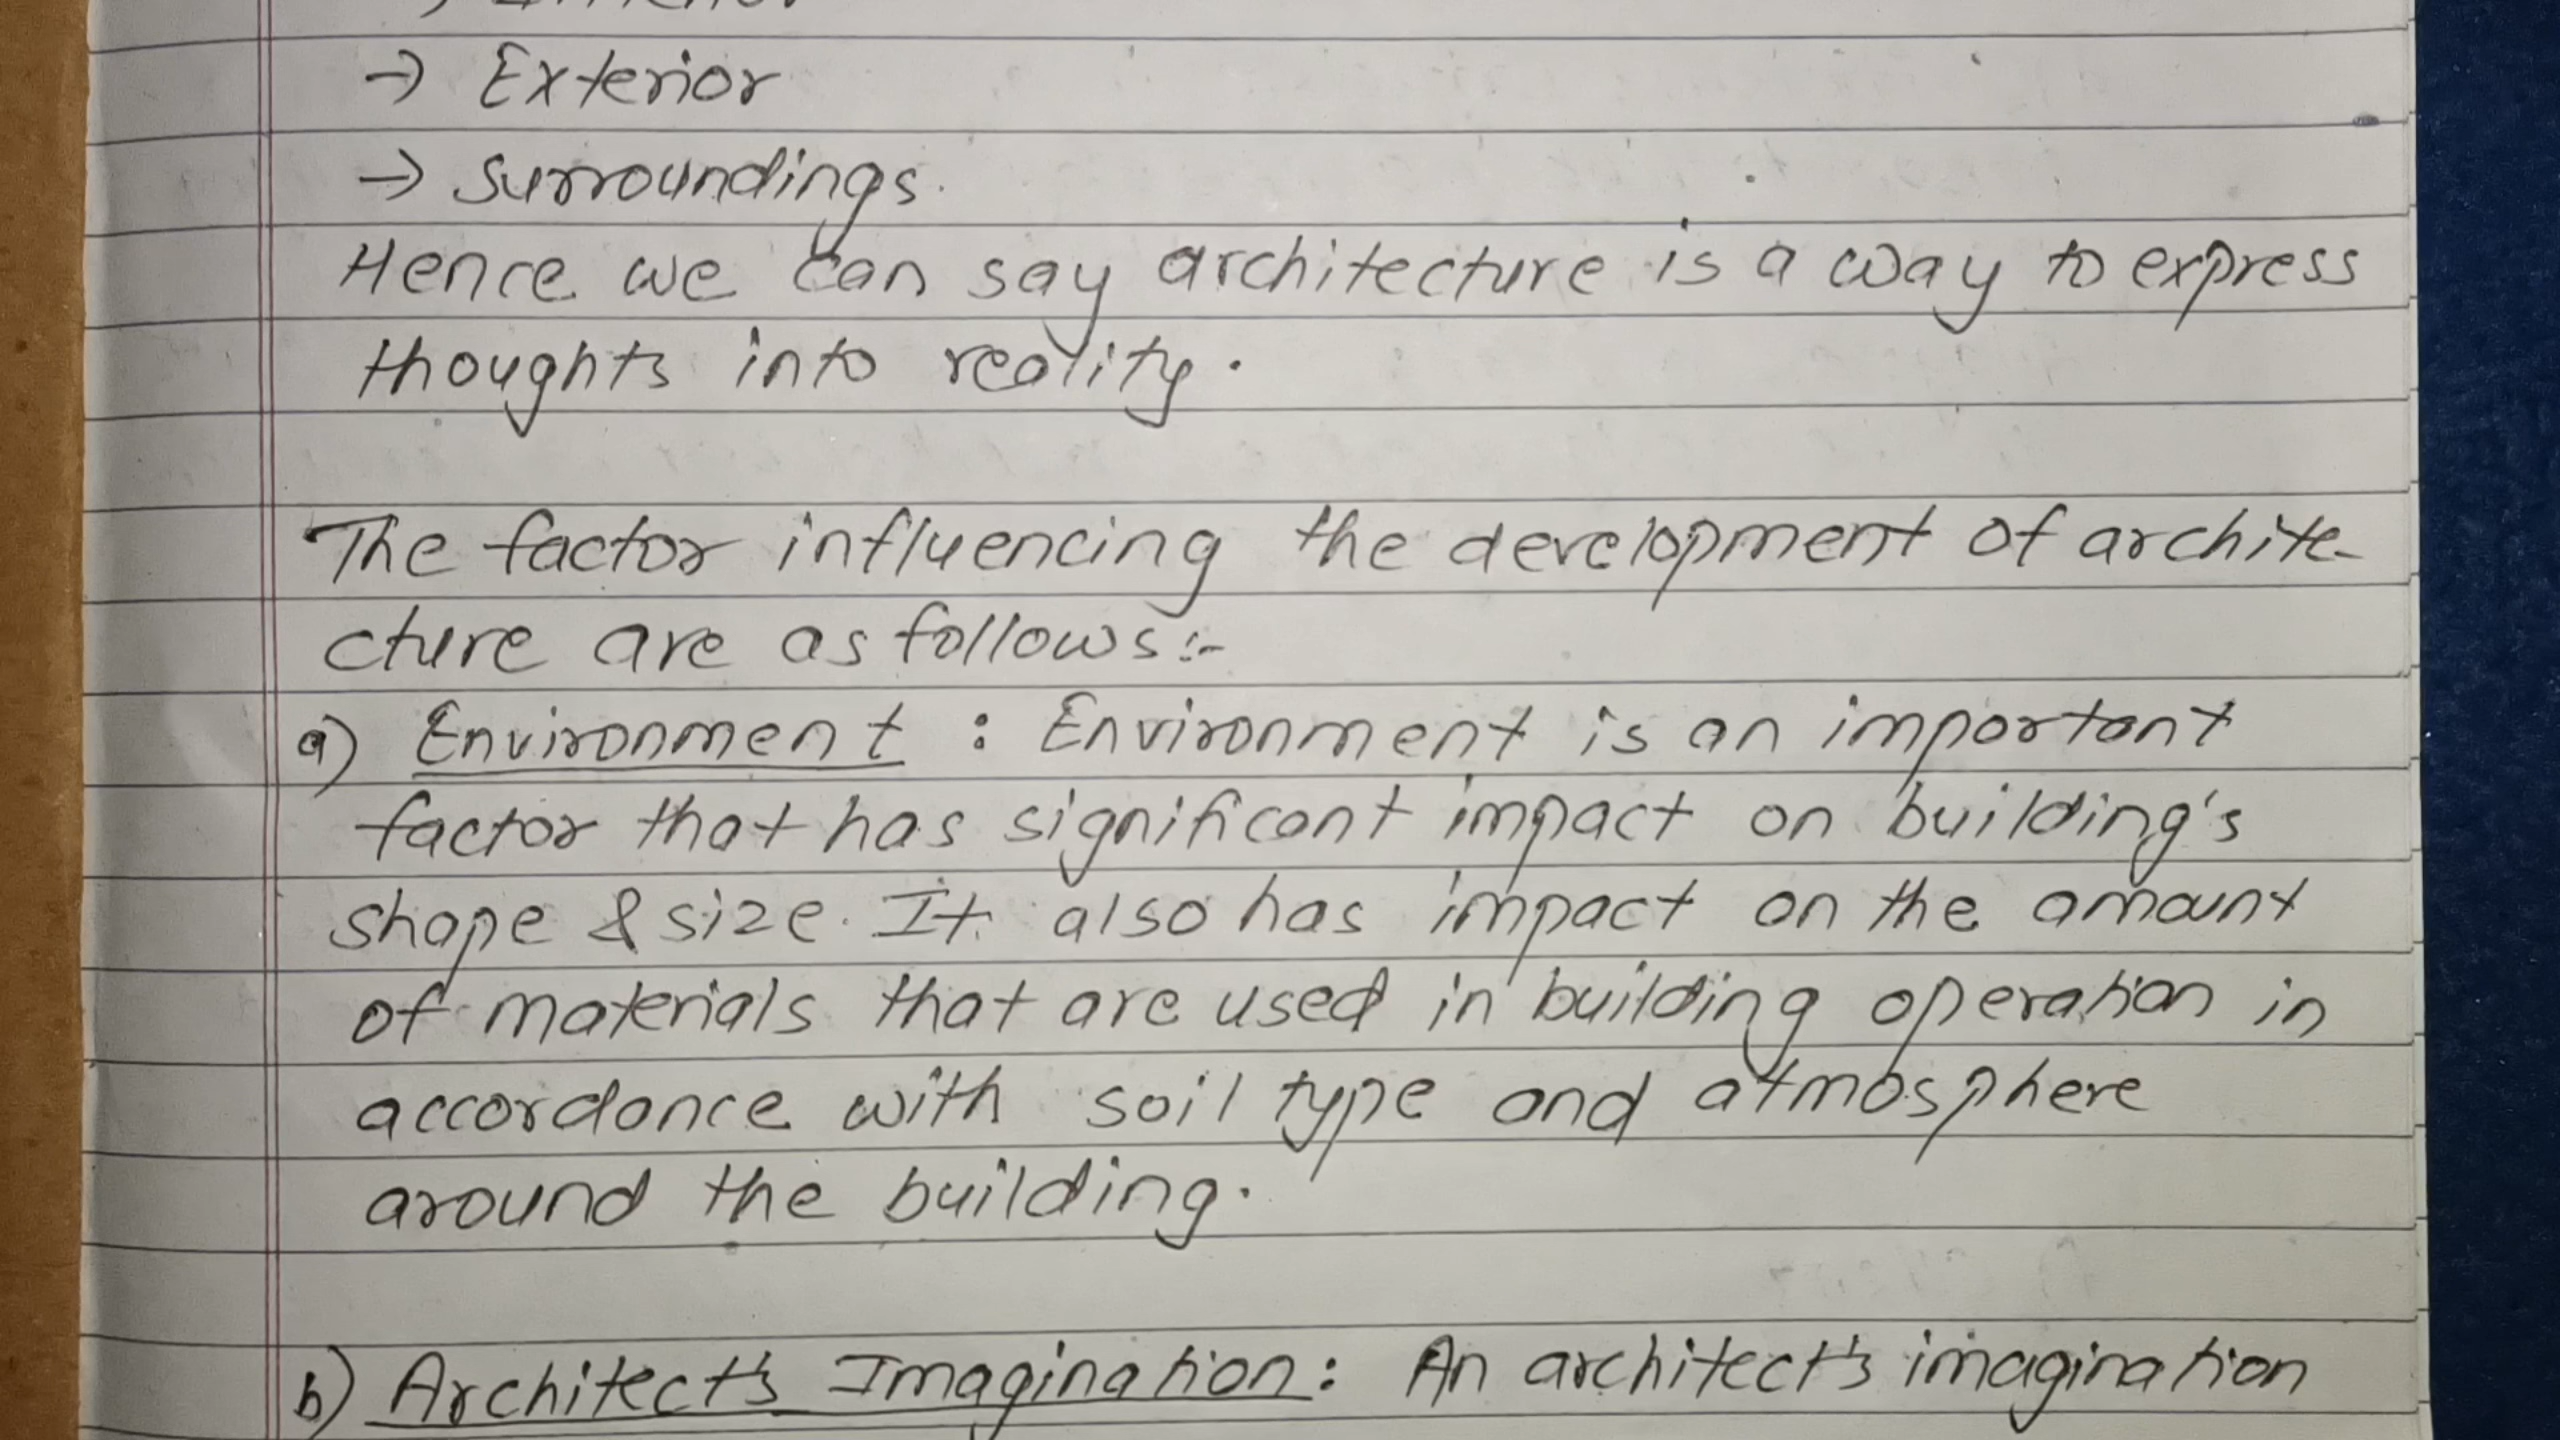 → Exterior
→ Surroundings.
Hence we can say architecture is a way to express
thoughts into reality.
The factor influencing the development of archite-
cture are as follows:-
a) Environment : Environment is an important
factor that has significant impact on building's
shape & size. It also has impact on the amount
of materials that are used in building operation in
accordance with soil type and atmosphere
around the building.
b) Architect's Imagination: An architect's imagination